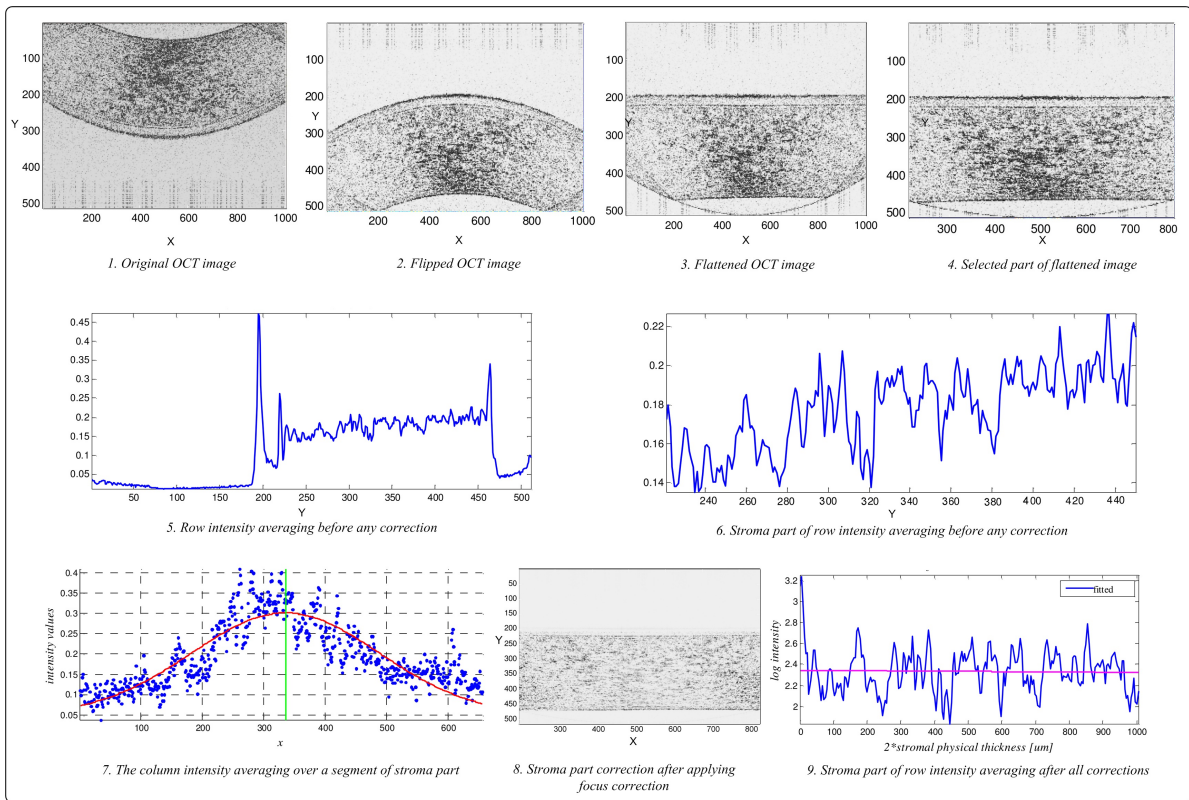 100
200
Y
300
400
500
200 400 600 800 1000
X
1. Original OCT image
100
200
Y
300
400
500
200 400 600 800 1000
X
2. Flipped OCT image
100
200
Y
300
400
500
200 400 600 800 1000
X
3. Flattened OCT image
100
200
Y
300
400
500
300 400 500 600 700 800
X
4. Selected part of flattened image
0.45
0.4
0.35
0.3
0.25
0.2
0.15
0.1
0.05
50 100 150 200 250 300 350 400 450 500
Y
5. Row intensity averaging before any correction
0.22
0.2
0.18
0.16
0.14
240 260 280 300 320 340 360 380 400 420 440
Y
6. Stroma part of row intensity averaging before any correction
intensity values
0.4
0.35
0.3
0.25
0.2
0.15
0.1
0.05
100 200 300 400 500 600
x
7. The column intensity averaging over a segment of stroma part
50
100
150
200
Y
250
300
350
400
450
500
300 400 500 600 700 800
X
8. Stroma part correction after applying
focus correction
log intensity
3.2
3
2.8
2.6
2.4
2.2
2
fitted
0 100 200 300 400 500 600 700 800 900 1000
2*stromal physical thickness [um]
9. Stroma part of row intensity averaging after all corrections